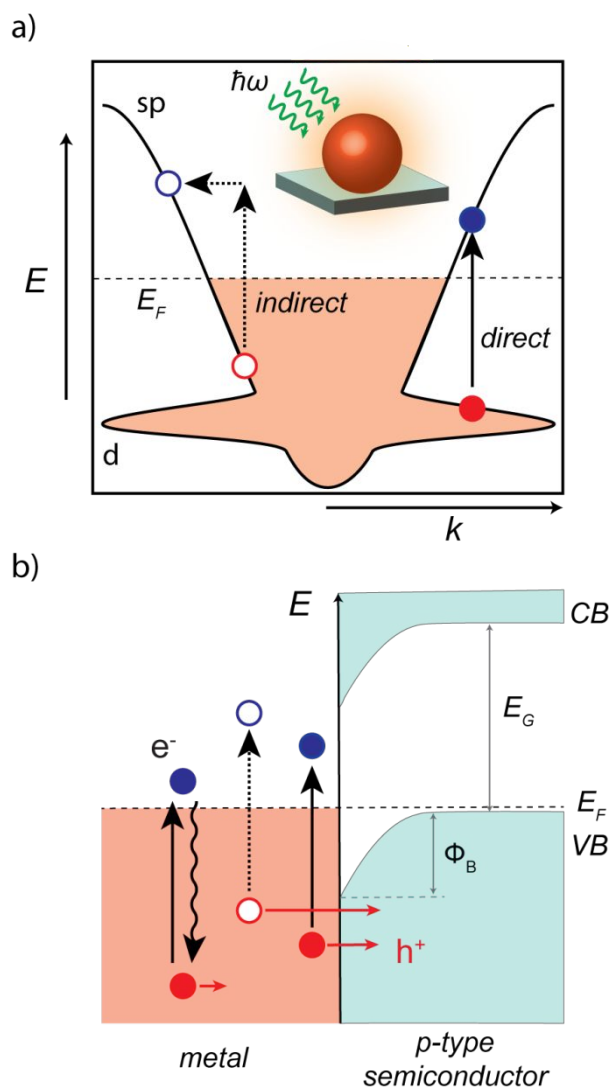 a)
sp
ħω
E
E_F
indirect
direct
d
k
b)
E
CB
E_G
e⁻
E_F
VB
Φ_B
h⁺
metal
p-type
semiconductor